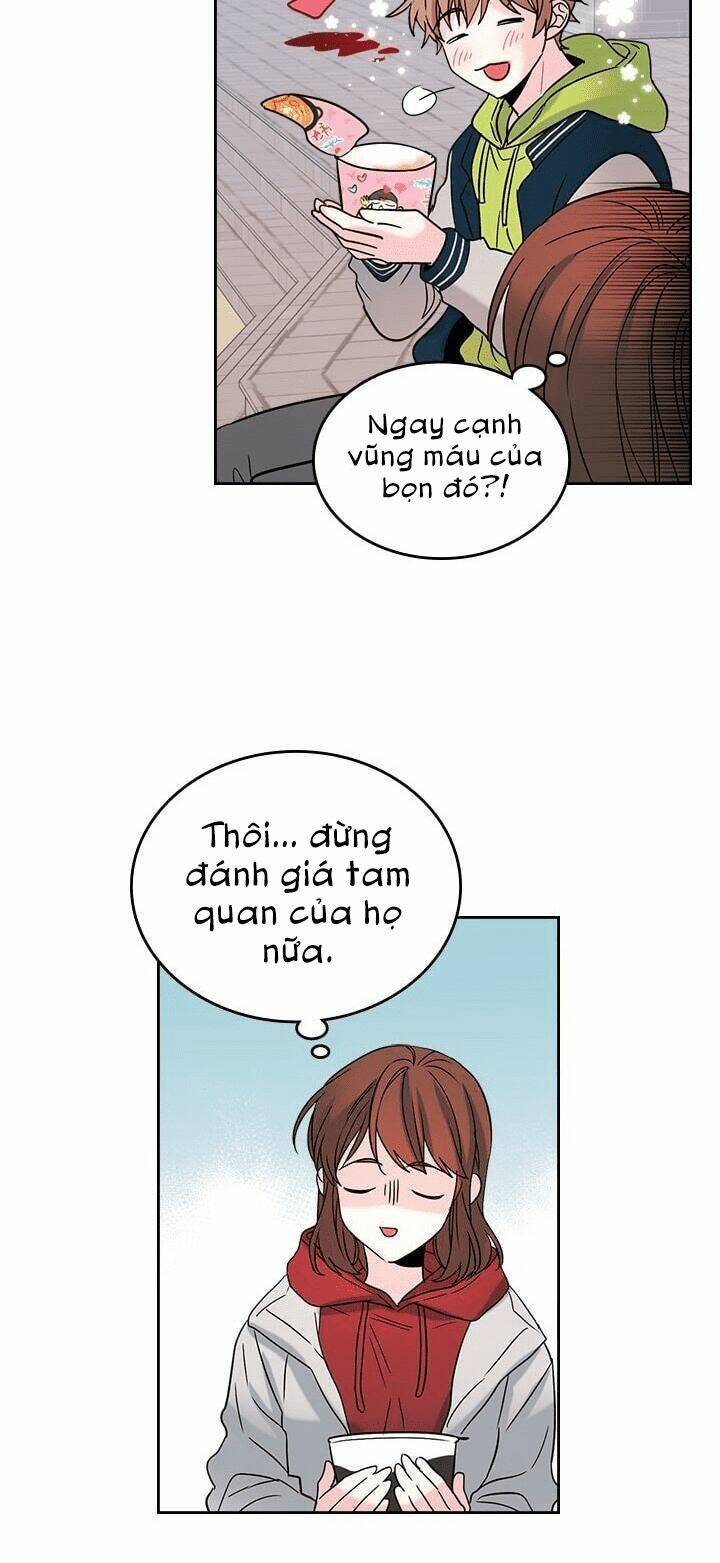 Ngay cạnh
vũng máu của
bọn đó?!
Thôi... đừng
đánh giá tam
quan của họ
nữa.